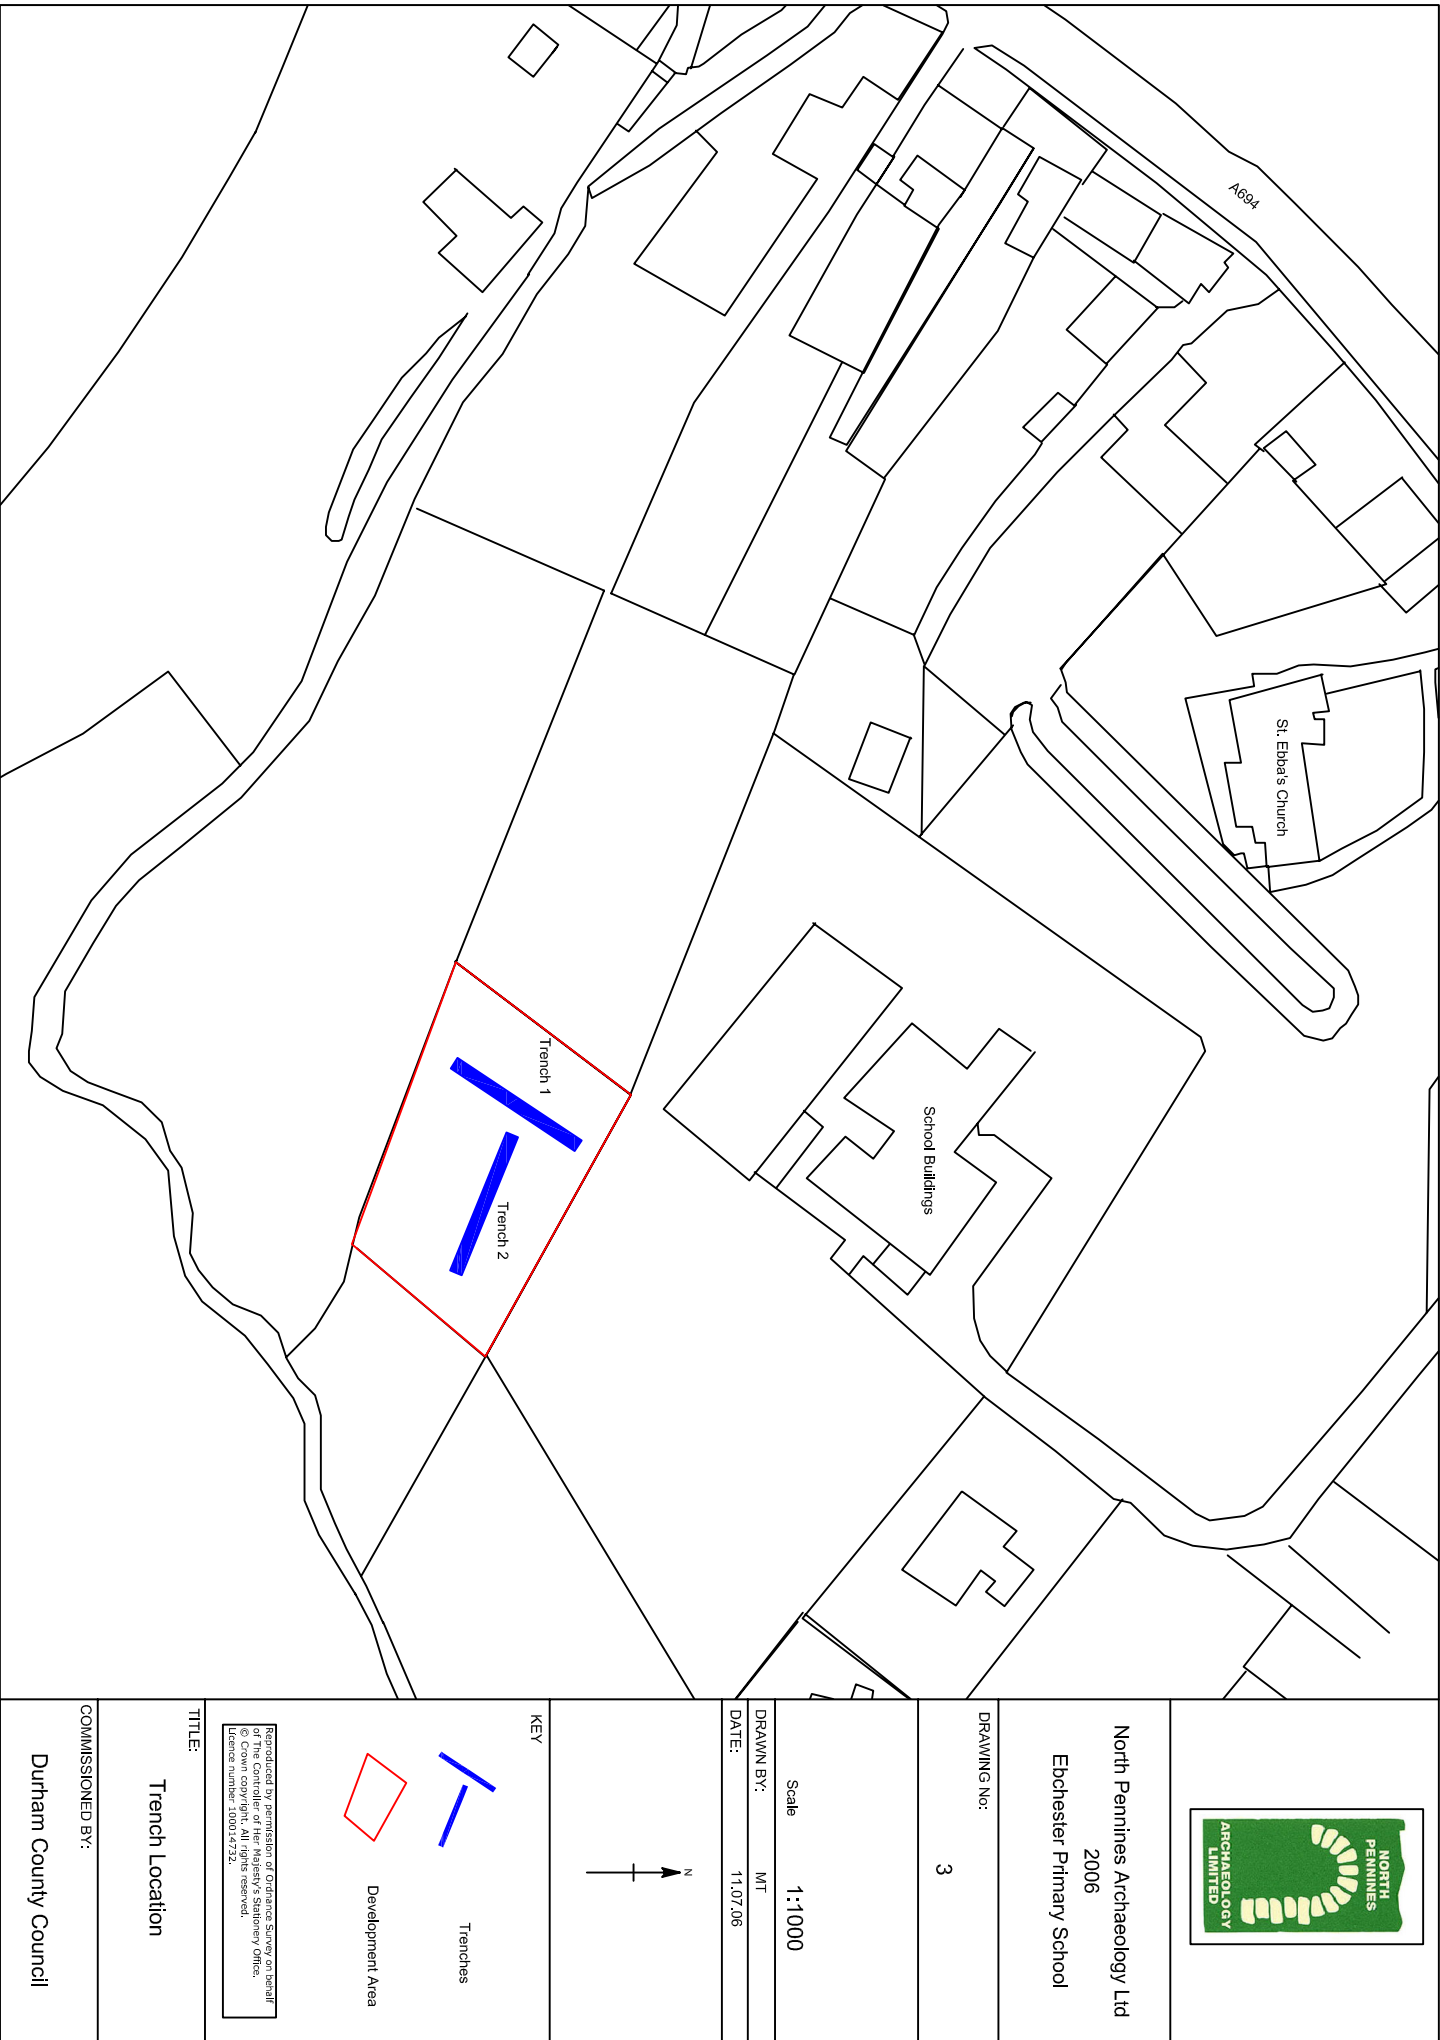 A694
St. Ebba's Church
School Buildings
Trench 1
Trench 2
NORTH
PENNINES
ARCHAEOLOGY
LIMITED
North Pennines Archaeology Ltd
2006
Ebchester Primary School
DRAWING No:
3
Scale 1:1000
DRAWN BY: MT
DATE: 11.07.06
N
KEY
Trenches
Development Area
Reproduced by permission of Ordnance Survey on behalf
of The Controller of Her Majesty's Stationery Office.
© Crown copyright. All rights reserved.
Licence number 100014732.
TITLE:
Trench Location
COMMISSIONED BY:
Durham County Council